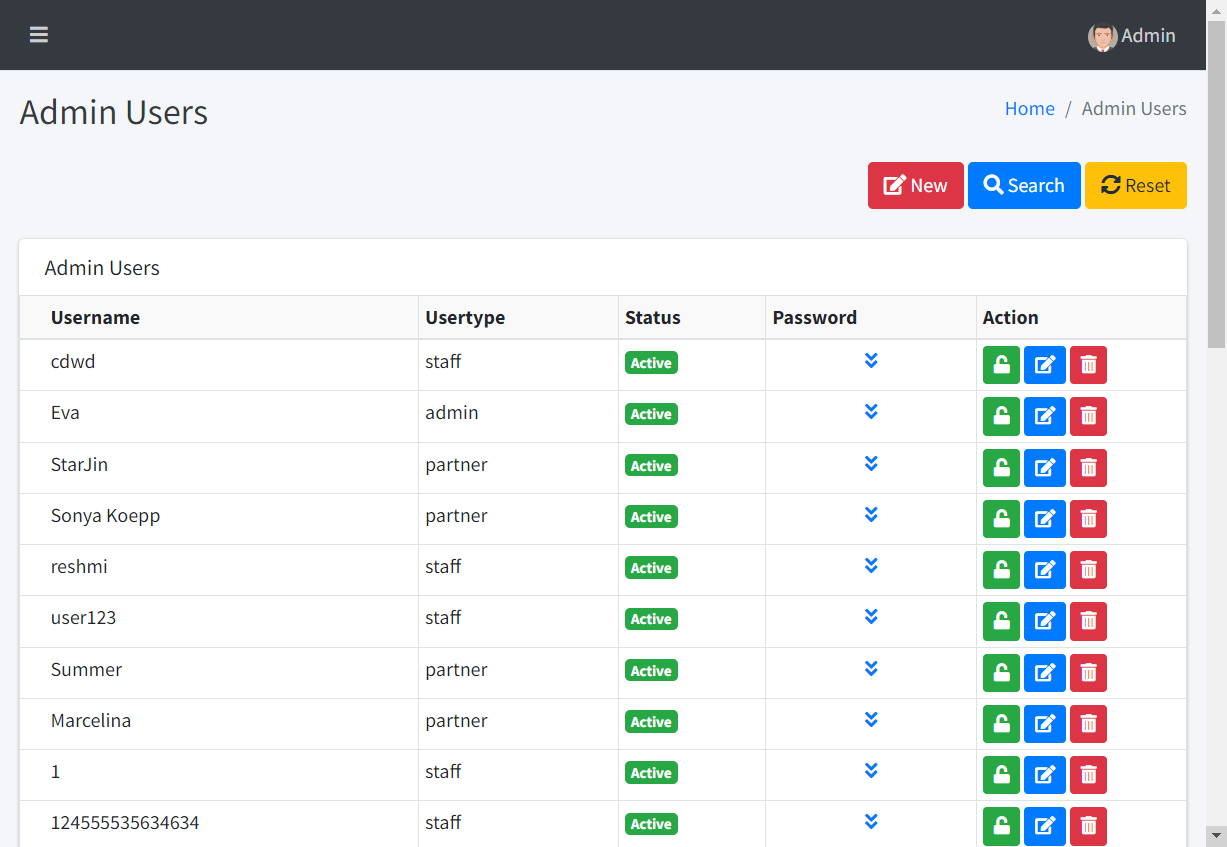 Admin
Admin Users
Home / Admin Users
New Search Reset
Admin Users
Username Usertype Status Password Action
cdwd staff Active
Eva admin Active
StarJin partner Active
Sonya Koepp partner Active
reshmi staff Active
user123 staff Active
Summer partner Active
Marcelina partner Active
1 staff Active
124555535634634 staff Active